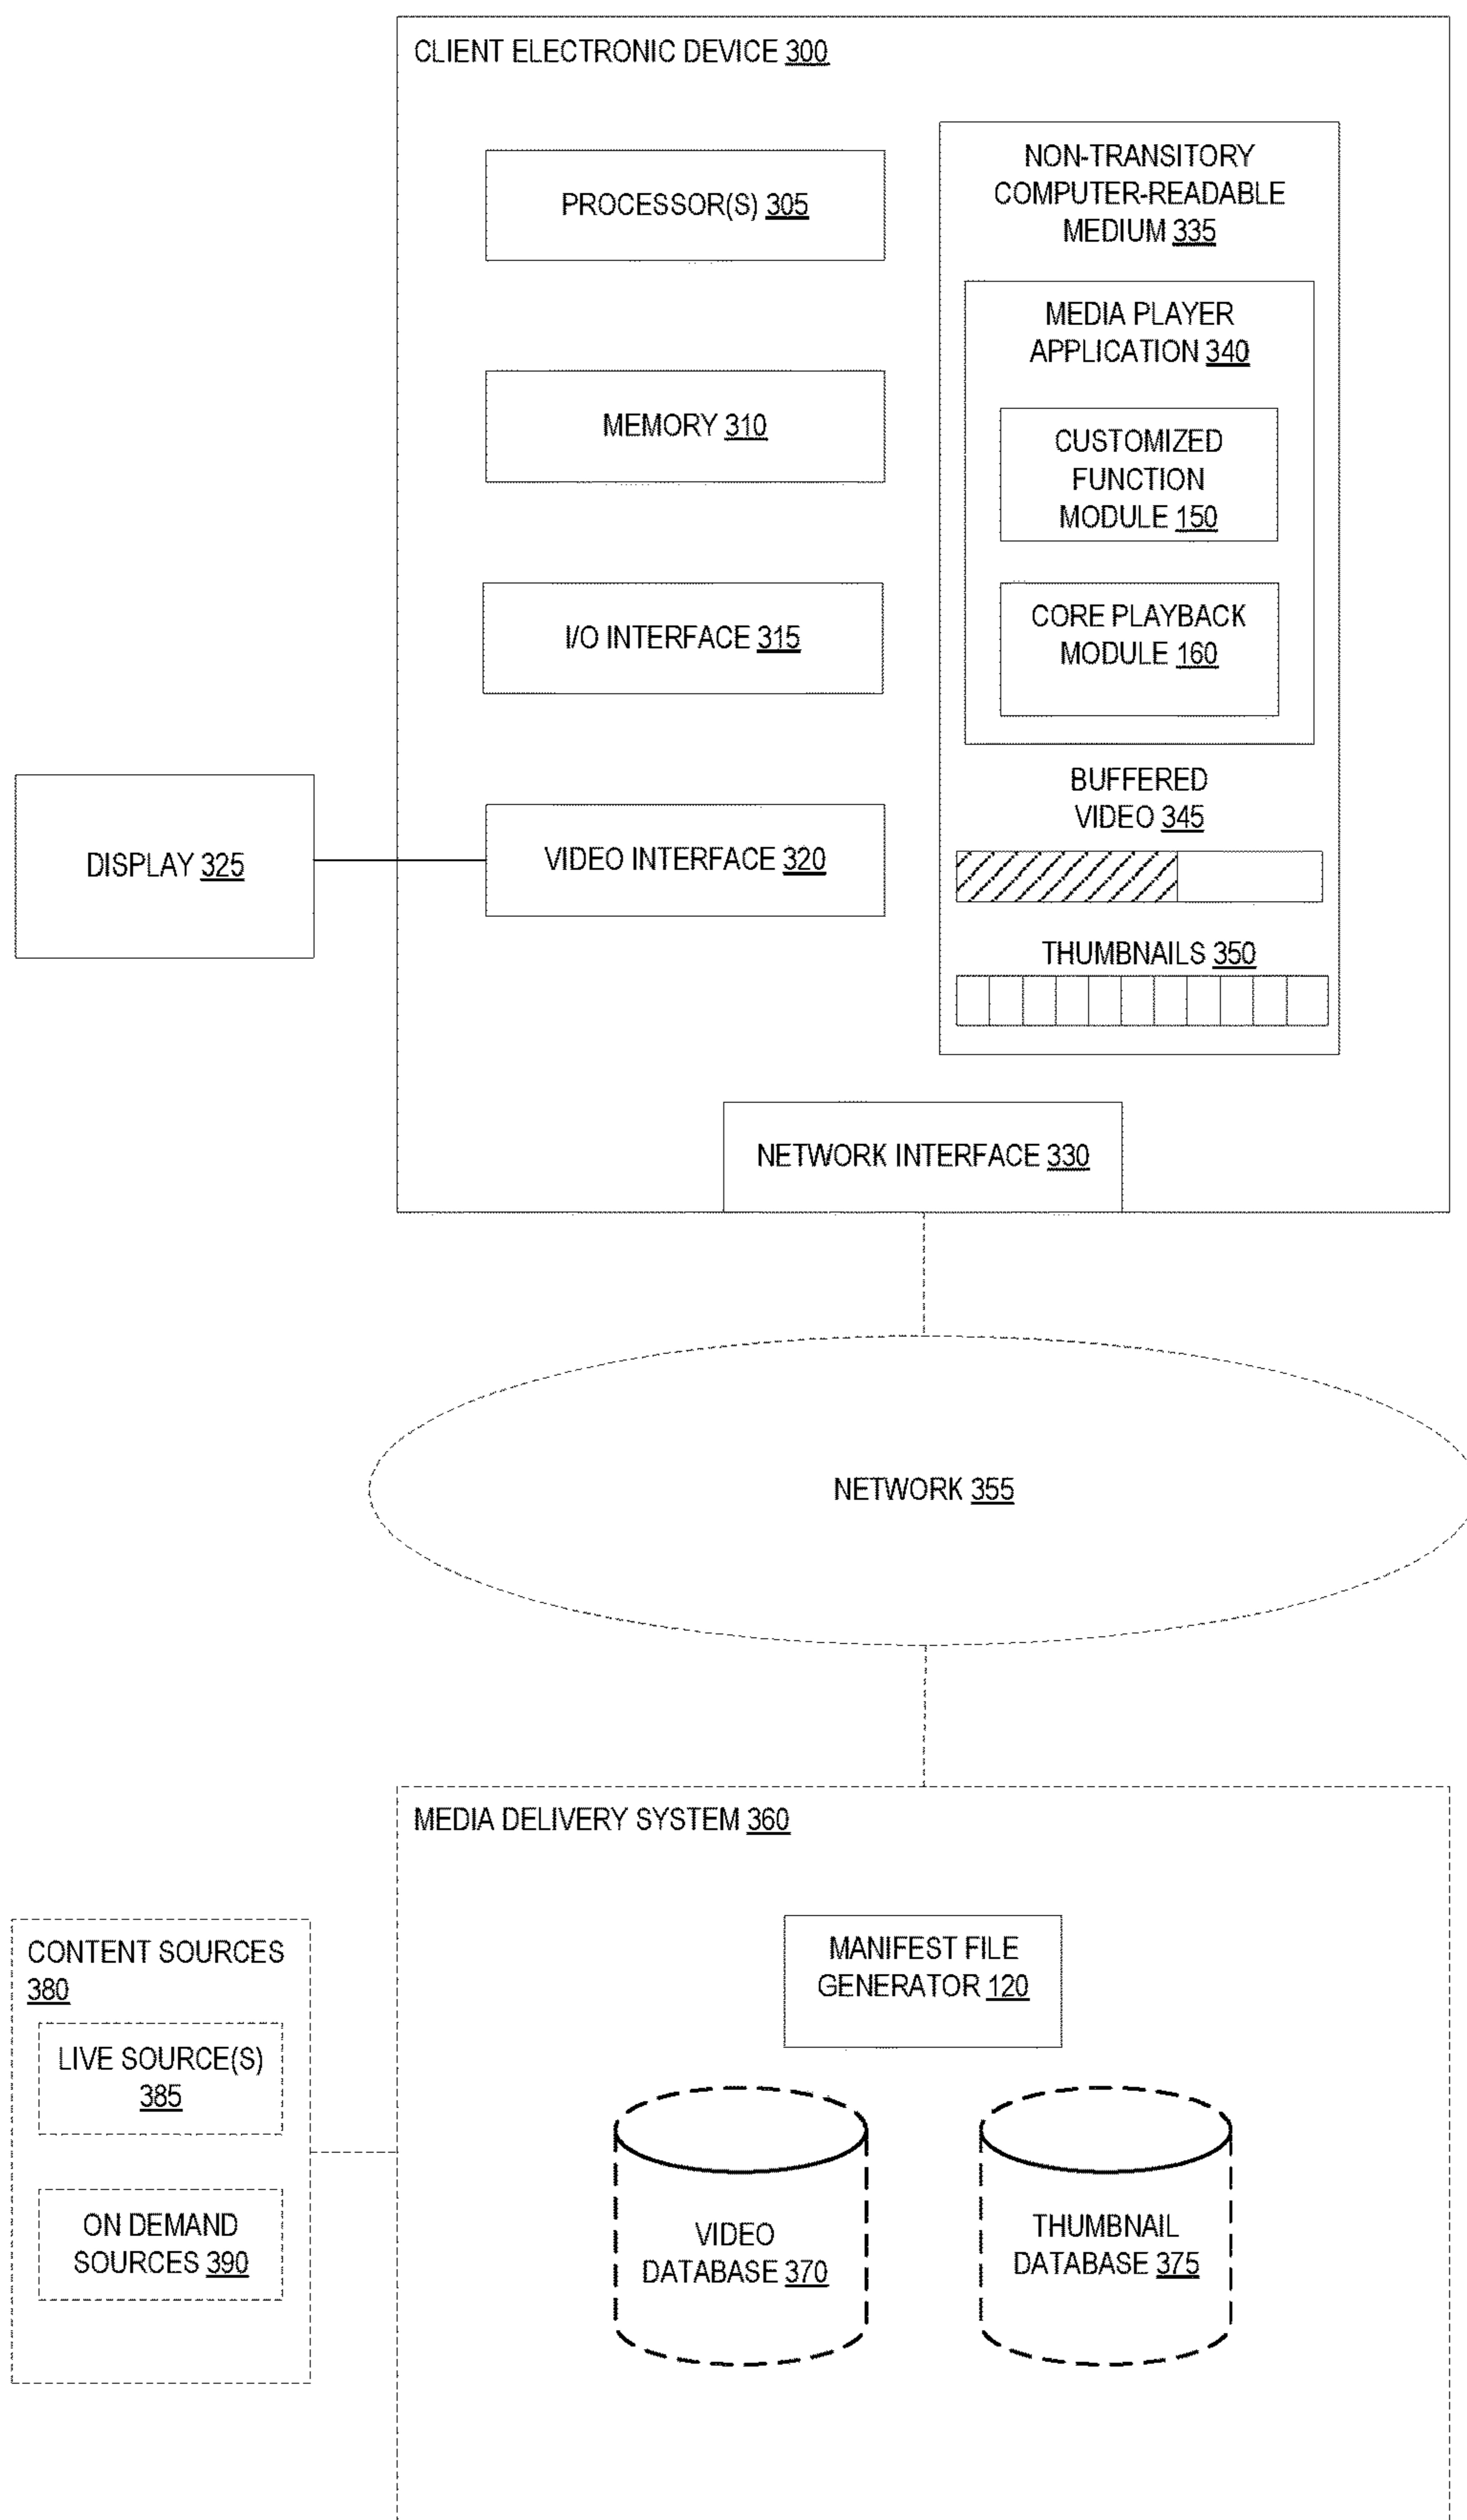 CLIENT ELECTRONIC DEVICE 300
PROCESSOR(S) 305
MEMORY 310
I/O INTERFACE 315
VIDEO INTERFACE 320
DISPLAY 325
NON-TRANSITORY
COMPUTER-READABLE
MEDIUM 335
MEDIA PLAYER
APPLICATION 340
CUSTOMIZED
FUNCTION
MODULE 150
CORE PLAYBACK
MODULE 160
BUFFERED
VIDEO 345
THUMBNAILS 350
NETWORK INTERFACE 330
NETWORK 355
MEDIA DELIVERY SYSTEM 360
MANIFEST FILE
GENERATOR 120
CONTENT SOURCES
380
LIVE SOURCE(S)
385
ON DEMAND
SOURCES 390
VIDEO
DATABASE 370
THUMBNAIL
DATABASE 375